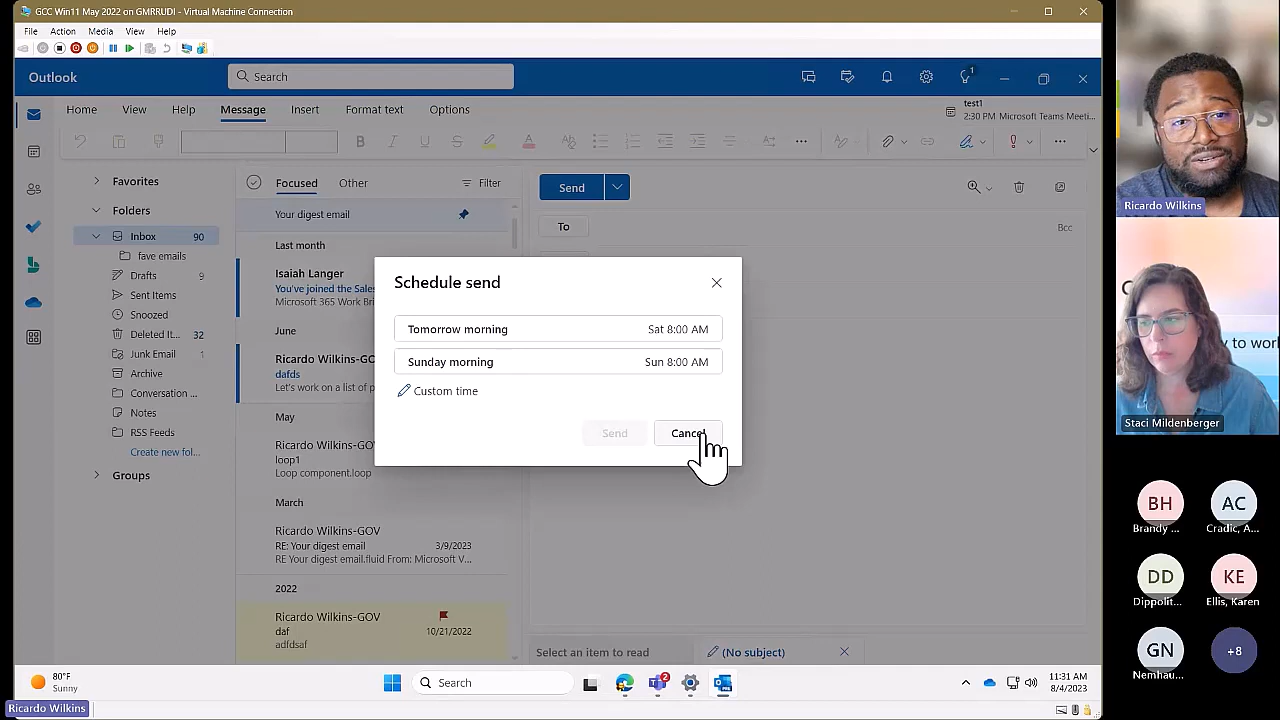 GCC Win11 May 2022 on GMRRUDI - Virtual Machine Connection
File Action Media View Help
Outlook
Search
1
Home View Help Message Insert Format text Options
test1
2:30 PM Microsoft Teams Meeti...
Favorites
Folders
Inbox 90
fave emails
Drafts 9
Sent Items
Snoozed
Deleted It... 32
Junk Email 1
Archive
Conversation ...
Notes
RSS Feeds
Create new fol...
Groups
Focused Other Filter
Your digest email
Last month
Isaiah Langer
You've joined the Sales
Microsoft 365 Work Bri
June
Ricardo Wilkins-GO
dafds
Let's work on a list of p
May
Ricardo Wilkins-GOV
loop1
Loop component.loop
March
Ricardo Wilkins-GOV
RE: Your digest email 3/9/2023
RE Your digest email.fluid From: Microsoft V...
2022
Ricardo Wilkins-GOV
daf 10/21/2022
adfdsaf
Send
To
Bcc
Schedule send
Tomorrow morning Sat 8:00 AM
Sunday morning Sun 8:00 AM
Custom time
Send Cancel
Select an item to read (No subject)
80°F
Sunny
Search
2
11:31 AM
8/4/2023
Ricardo Wilkins
Ricardo Wilkins
y to work
Staci Mildenberger
BH
Brandy ...
AC
Cradic, A...
DD
Dippolit...
KE
Ellis, Karen
GN
Nemhau...
+8